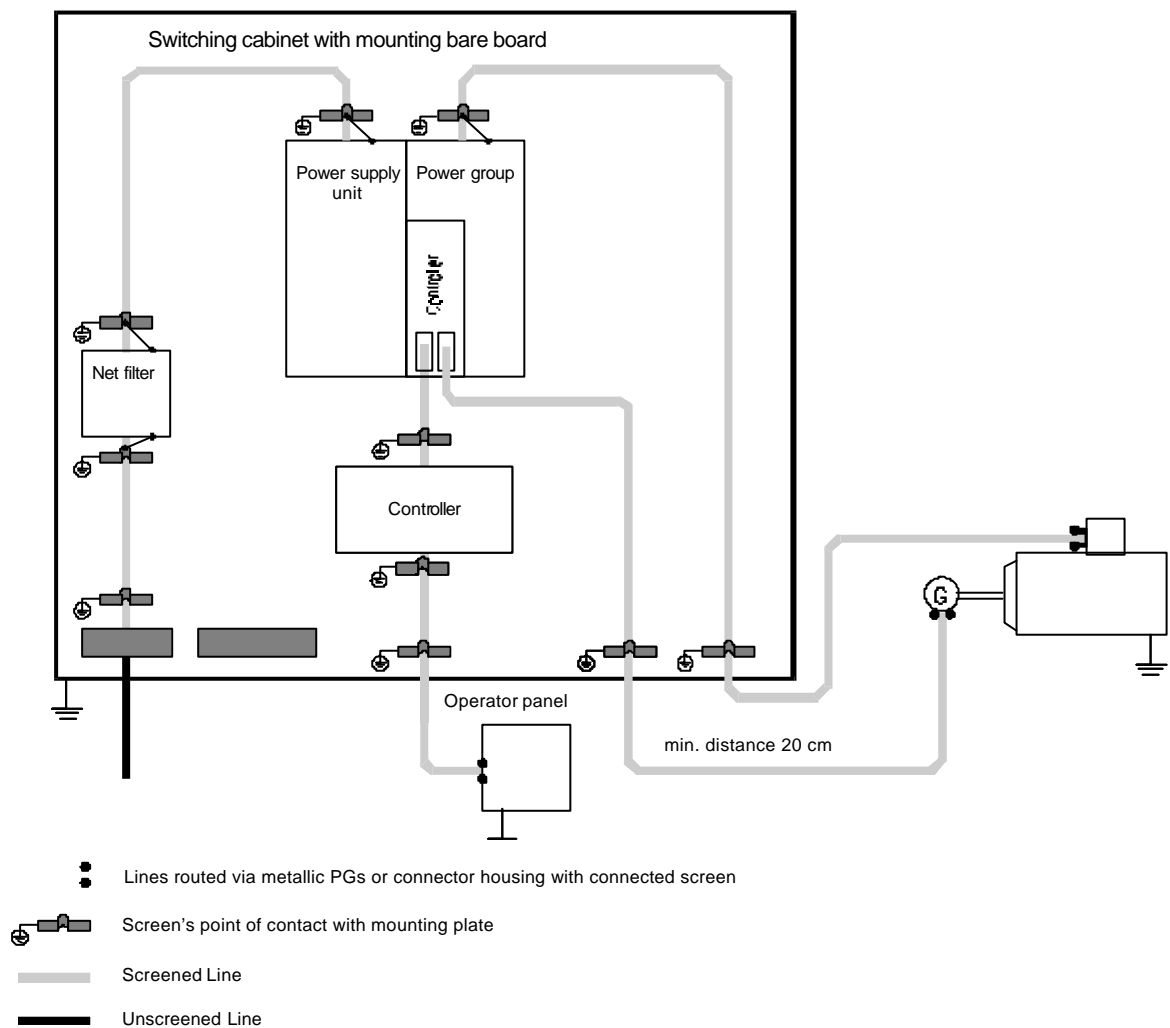 Switching cabinet with mounting bare board
Power supply
unit
Power group
Controller
Net filter
Controller
G
Operator panel
min. distance 20 cm
Lines routed via metallic PGs or connector housing with connected screen
Screen's point of contact with mounting plate
Screened Line
Unscreened Line